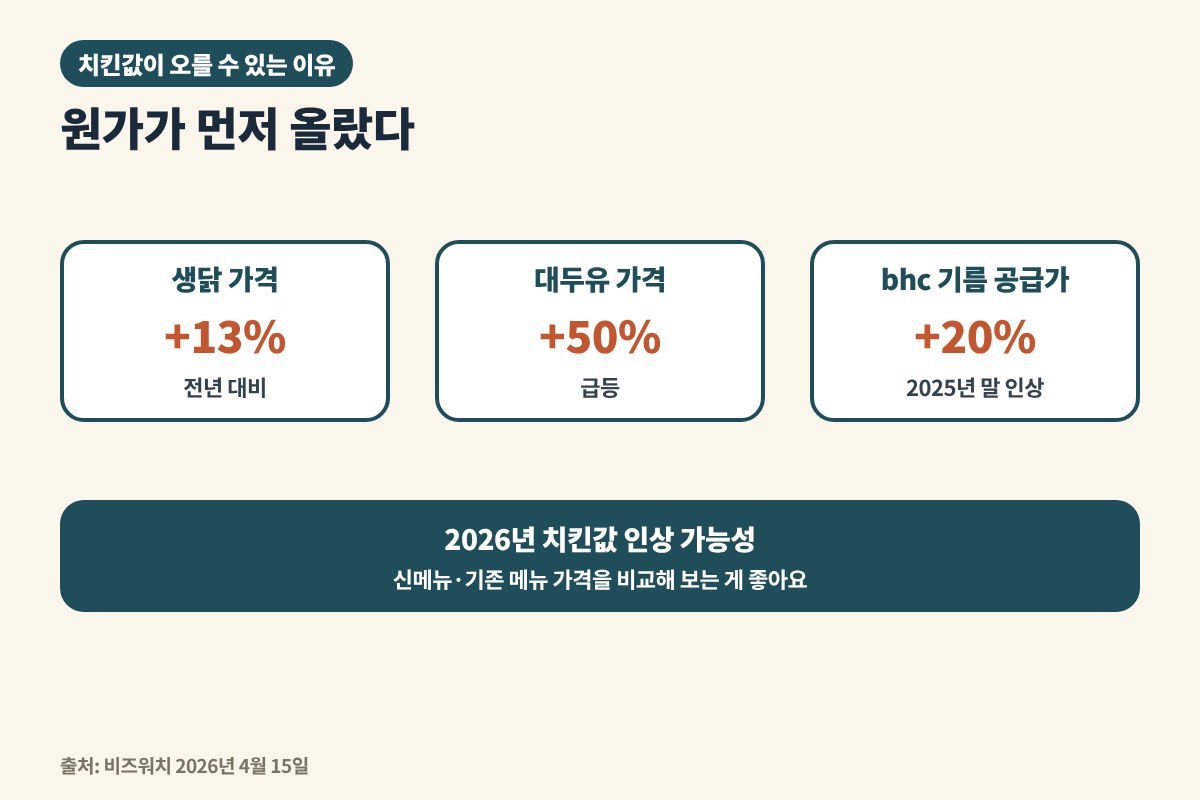 치킨값이 오를 수 있는 이유
원가가 먼저 올랐다
생닭 가격
+13%
전년 대비
대두유 가격
+50%
급등
bhc 기름 공급가
+20%
2025년 말 인상
2026년 치킨값 인상 가능성
신메뉴·기존 메뉴 가격을 비교해 보는 게 좋아요
출처: 비즈워치 2026년 4월 15일